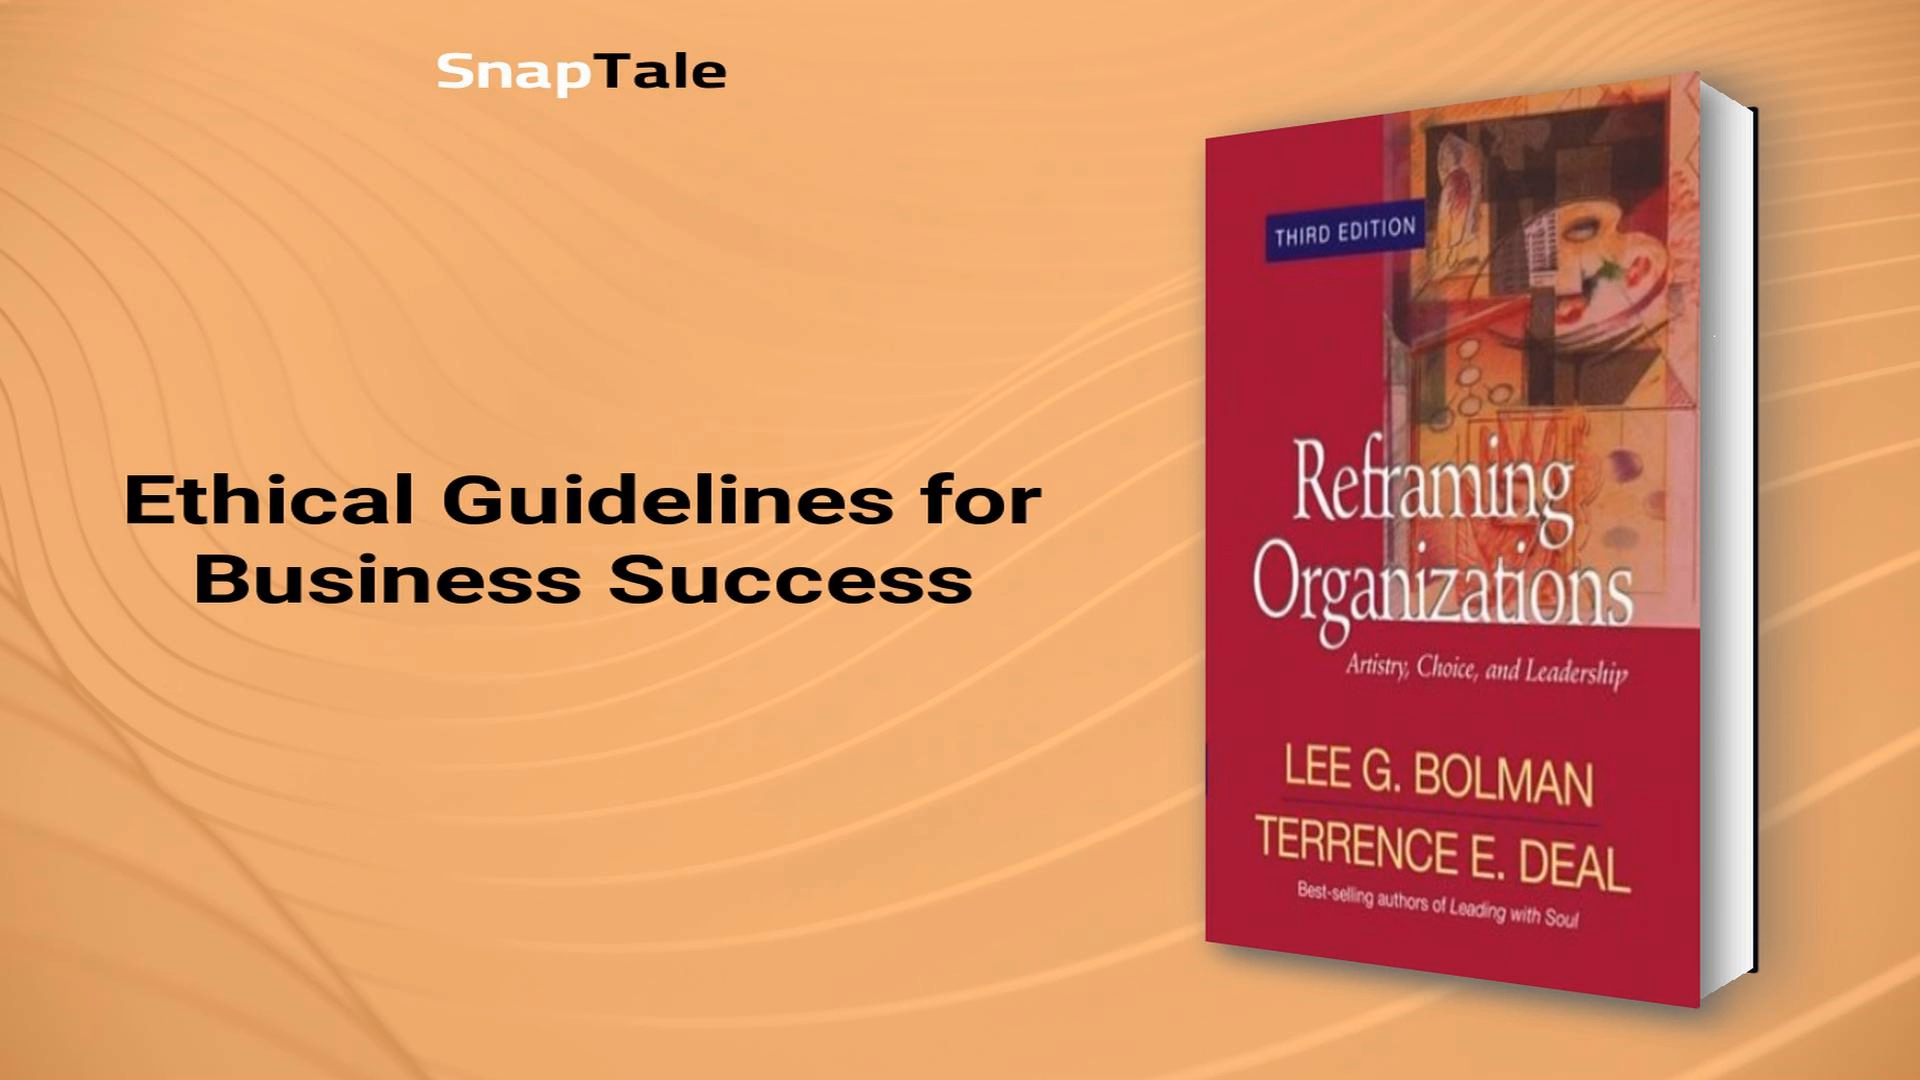 SnapTale
Ethical Guidelines for
Business Success
THIRD EDITION
Reframing
Organizations
Artistry, Choice, and Leadership
LEE G. BOLMAN
TERRENCE E. DEAL
Best-selling authors of Leading with Soul